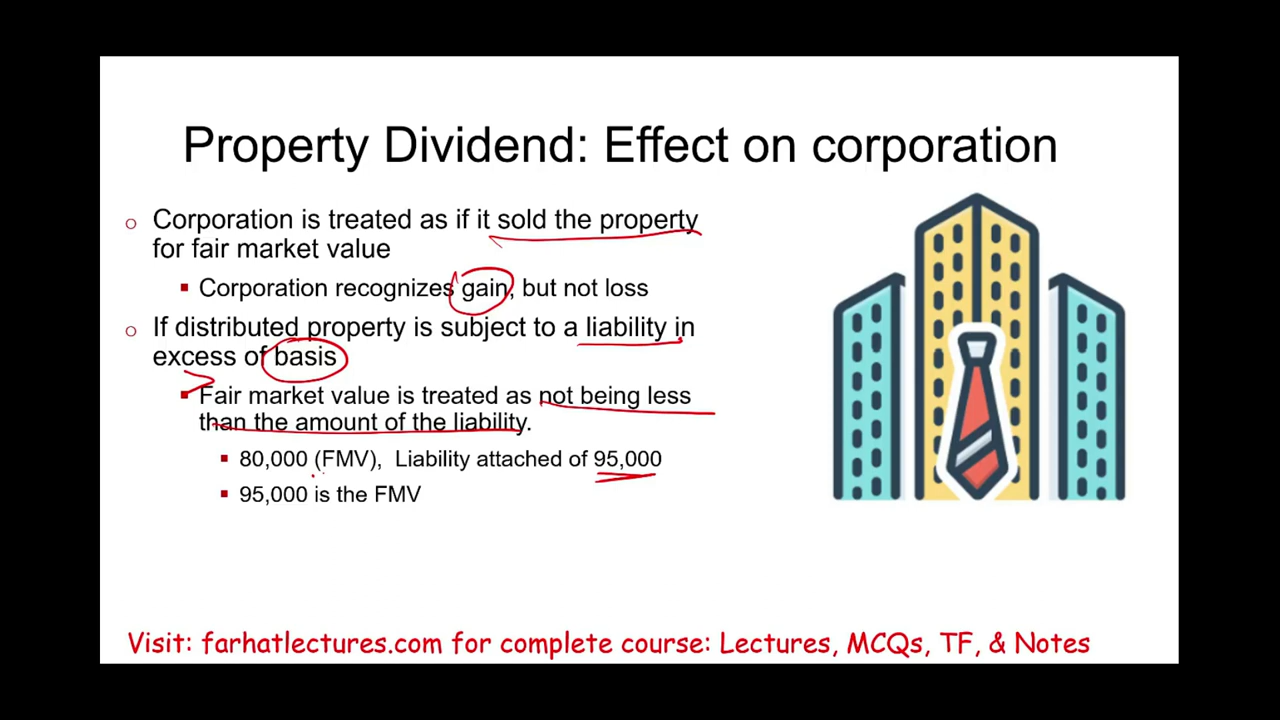 Property Dividend: Effect on corporation
Corporation is treated as if it sold the property
for fair market value
Corporation recognizes gain, but not loss
If distributed property is subject to a liability in
excess of basis
Fair market value is treated as not being less
than the amount of the liability.
80,000 (FMV), Liability attached of 95,000
95,000 is the FMV
Visit: farhatlectures.com for complete course: Lectures, MCQs, TF, & Notes